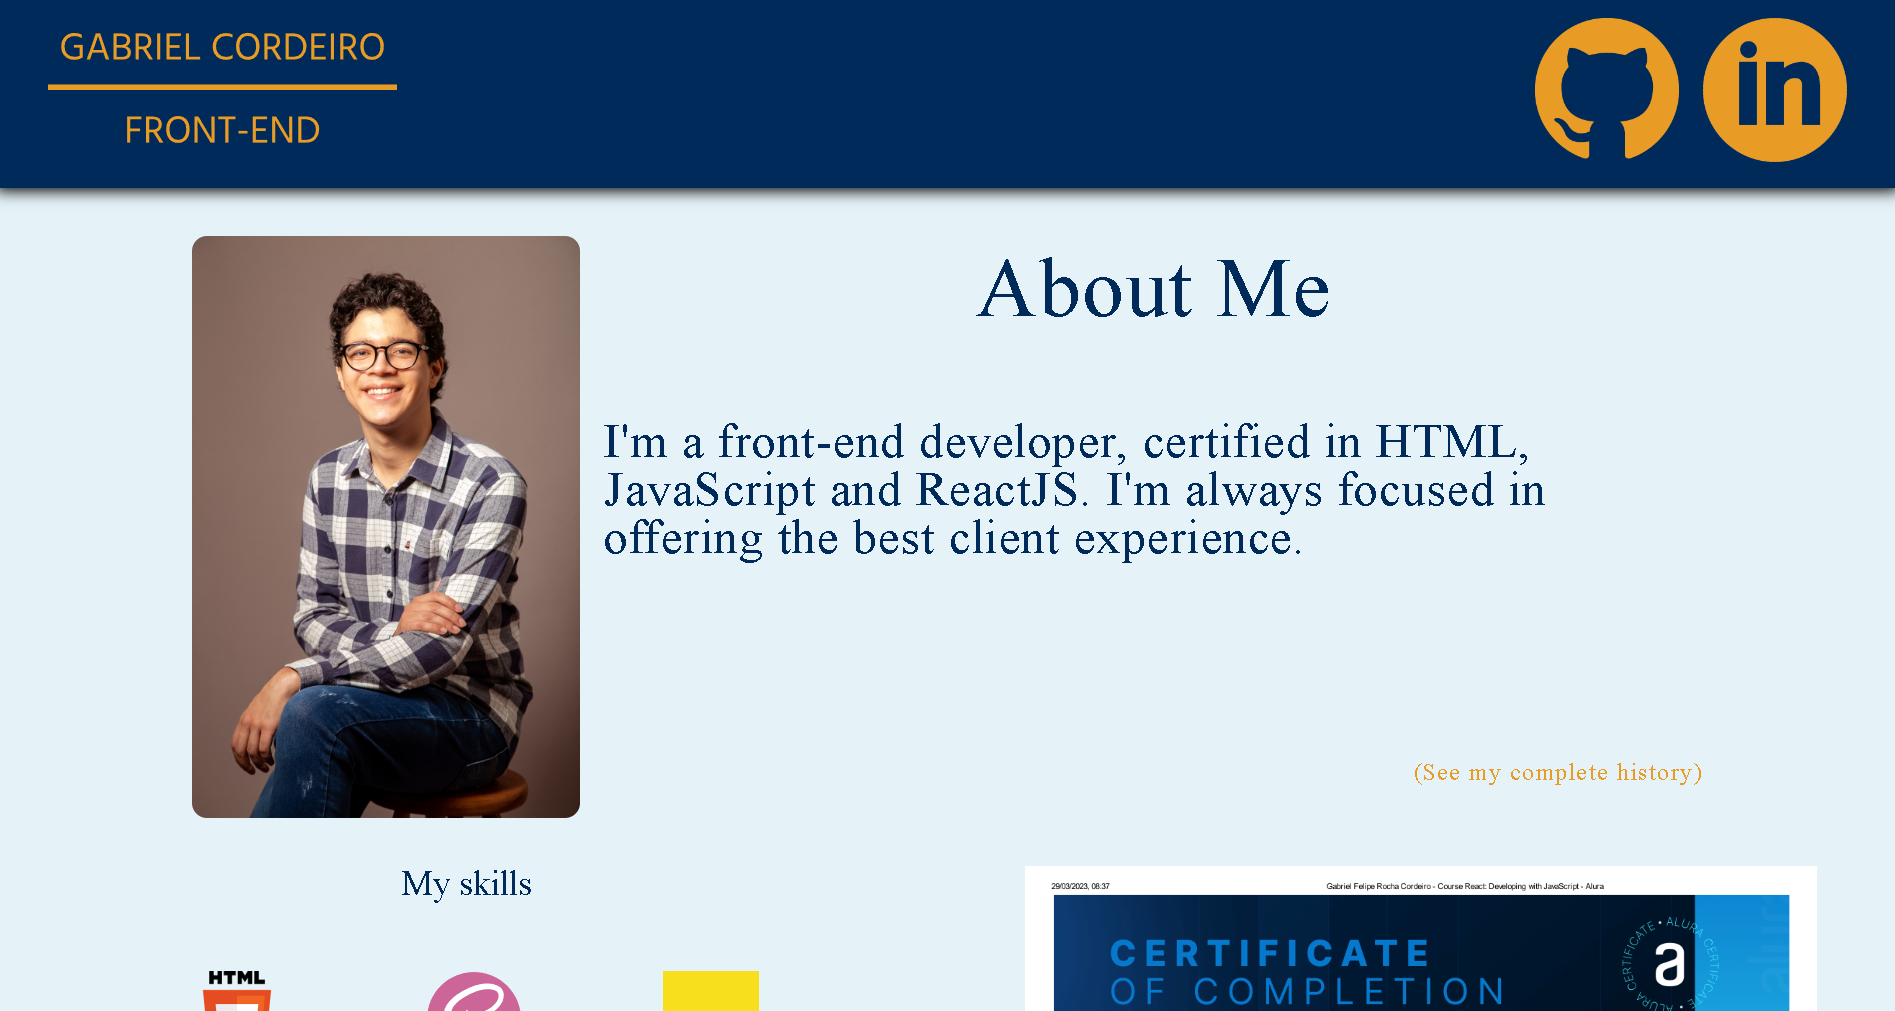 GABRIEL CORDEIRO
FRONT-END
in
About Me
I'm a front-end developer, certified in HTML,
JavaScript and ReactJS. I'm always focused in
offering the best client experience.
(See my complete history)
My skills
HTML
29/03/2023, 08:37
Gabriel Felipe Rocha Cordeiro - Course React: Developing with JavaScript - Alura
CERTIFICATE
OF COMPLETION
ALURA CERTIFICATE • ALURA CERTIFICATE •
a
alura